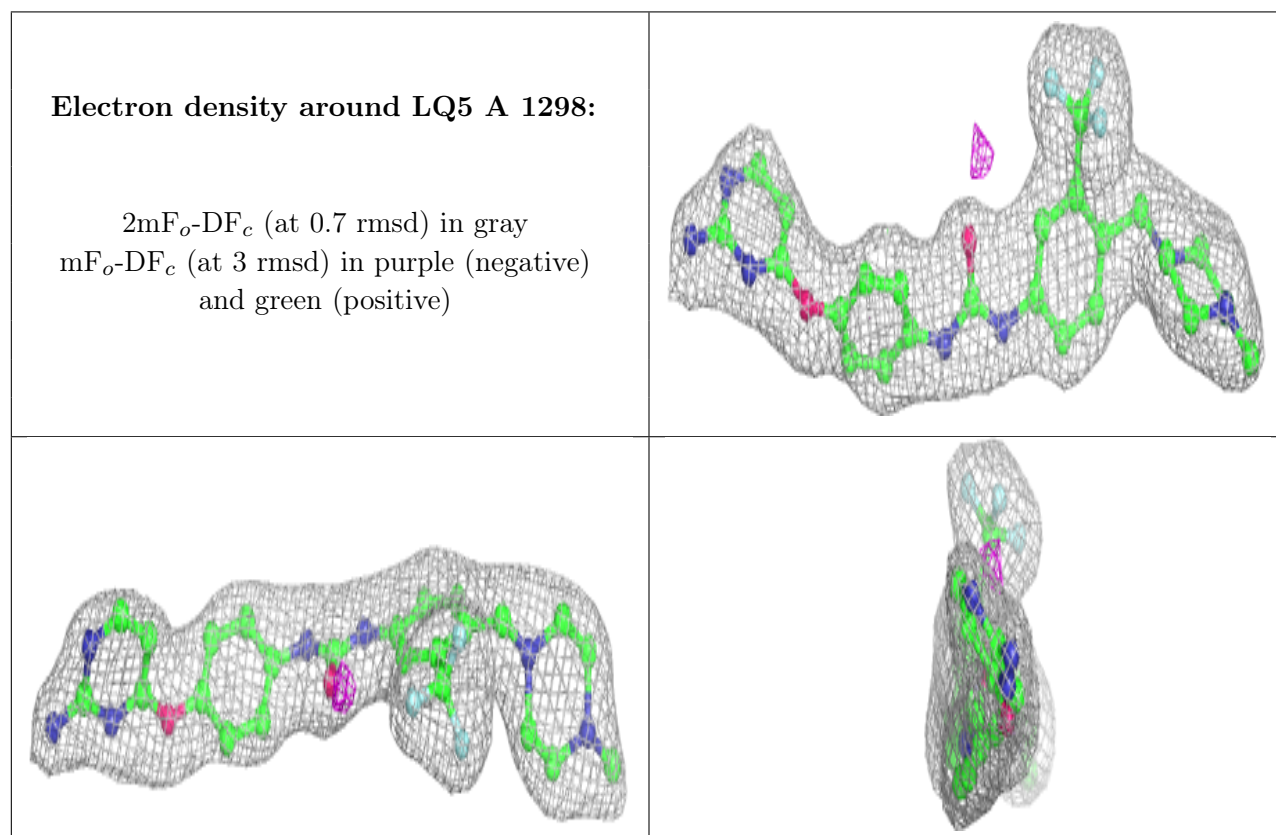 Electron density around LQ5 A 1298:
2mFo-DFc (at 0.7 rmsd) in gray
mFo-DFc (at 3 rmsd) in purple (negative)
and green (positive)